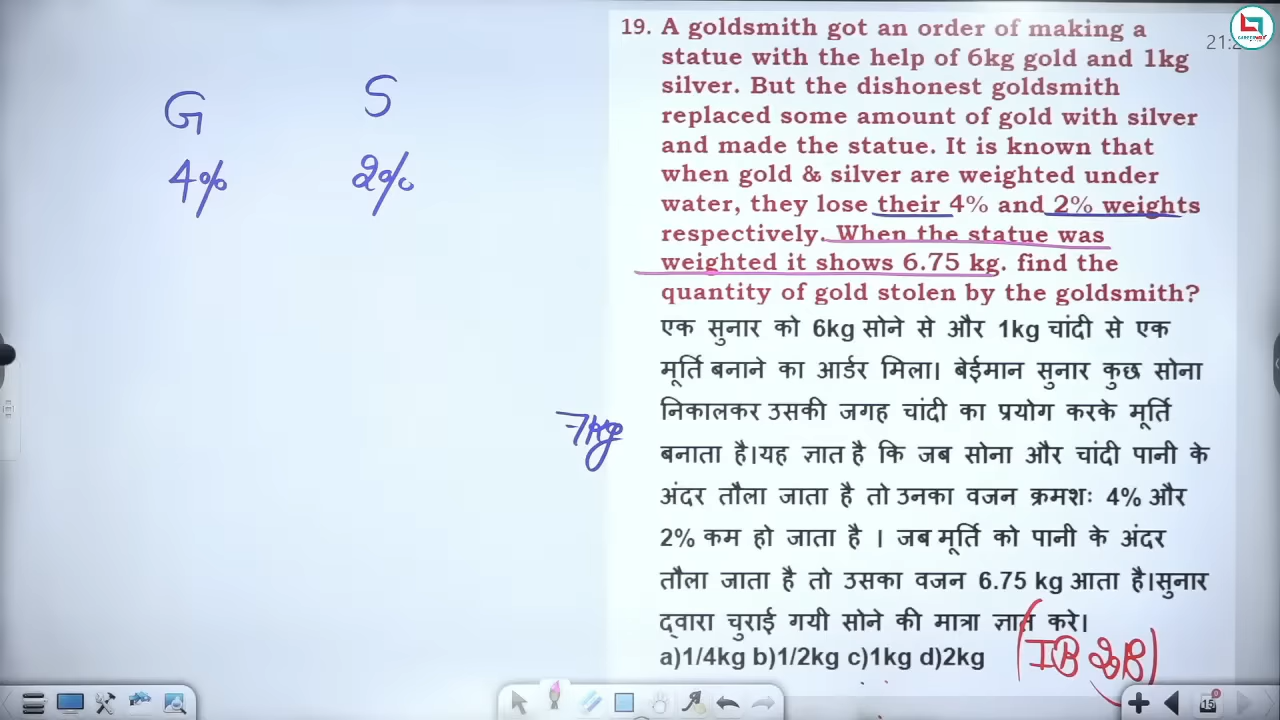 G
S
4%
2%
7kg
19. A goldsmith got an order of making a
statue with the help of 6kg gold and 1kg
silver. But the dishonest goldsmith
replaced some amount of gold with silver
and made the statue. It is known that
when gold & silver are weighted under
water, they lose their 4% and 2% weights
respectively. When the statue was
weighted it shows 6.75 kg. find the
quantity of gold stolen by the goldsmith?
एक सुनार को 6kg सोने से और 1kg चांदी से एक
मूर्ति बनाने का आर्डर मिला। बेईमान सुनार कुछ सोना
निकालकर उसकी जगह चांदी का प्रयोग करके मूर्ति
बनाता है।यह ज्ञात है कि जब सोना और चांदी पानी के
अंदर तौला जाता है तो उनका वजन क्रमशः 4% और
2% कम हो जाता है । जब मूर्ति को पानी के अंदर
तौला जाता है तो उसका वजन 6.75 kg आता है।सुनार
द्वारा चुराई गयी सोने की मात्रा ज्ञात करे।
a)1/4kg b)1/2kg c)1kg d)2kg
15